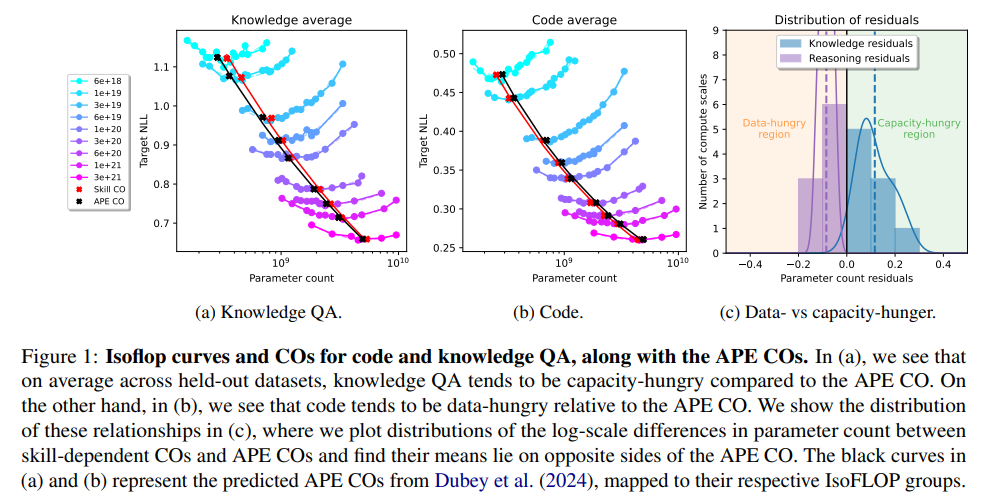 Knowledge average
Code average
Distribution of residuals
6e+18
1e+19
3e+19
6e+19
1e+20
3e+20
6e+20
1e+21
3e+21
Skill CO
APE CO
Target NLL
1.1
1.0
0.9
0.8
0.7
10⁹
10¹⁰
Parameter count
Target NLL
0.50
0.45
0.40
0.35
0.30
0.25
10⁹
10¹⁰
Parameter count
Number of compute scales
9
8
7
6
5
4
3
2
1
0
Knowledge residuals
Reasoning residuals
Data-hungry
region
Capacity-hungry
region
−0.4
−0.2
0.0
0.2
0.4
Parameter count residuals
(a) Knowledge QA.
(b) Code.
(c) Data- vs capacity-hunger.
Figure 1: Isoflop curves and COs for code and knowledge QA, along with the APE COs. In (a), we see that
on average across held-out datasets, knowledge QA tends to be capacity-hungry compared to the APE CO. On
the other hand, in (b), we see that code tends to be data-hungry relative to the APE CO. We show the distribution
of these relationships in (c), where we plot distributions of the log-scale differences in parameter count between
skill-dependent COs and APE COs and find their means lie on opposite sides of the APE CO. The black curves in
(a) and (b) represent the predicted APE COs from Dubey et al. (2024), mapped to their respective IsoFLOP groups.